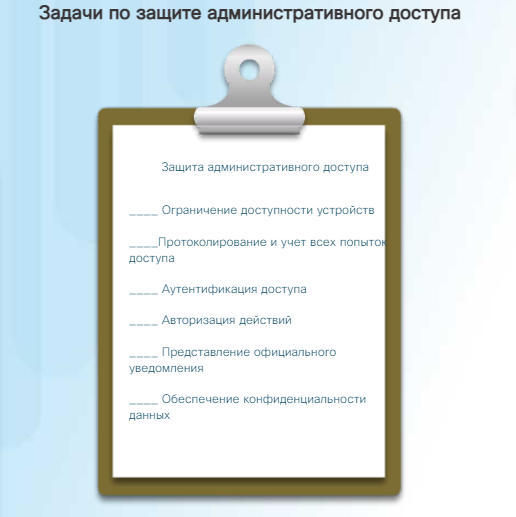 Задачи по защите административного доступа
Защита административного доступа
____ Ограничение доступности устройств
____Протоколирование и учет всех попыток
доступа
____ Аутентификация доступа
____ Авторизация действий
____ Представление официального
уведомления
____ Обеспечение конфиденциальности
данных